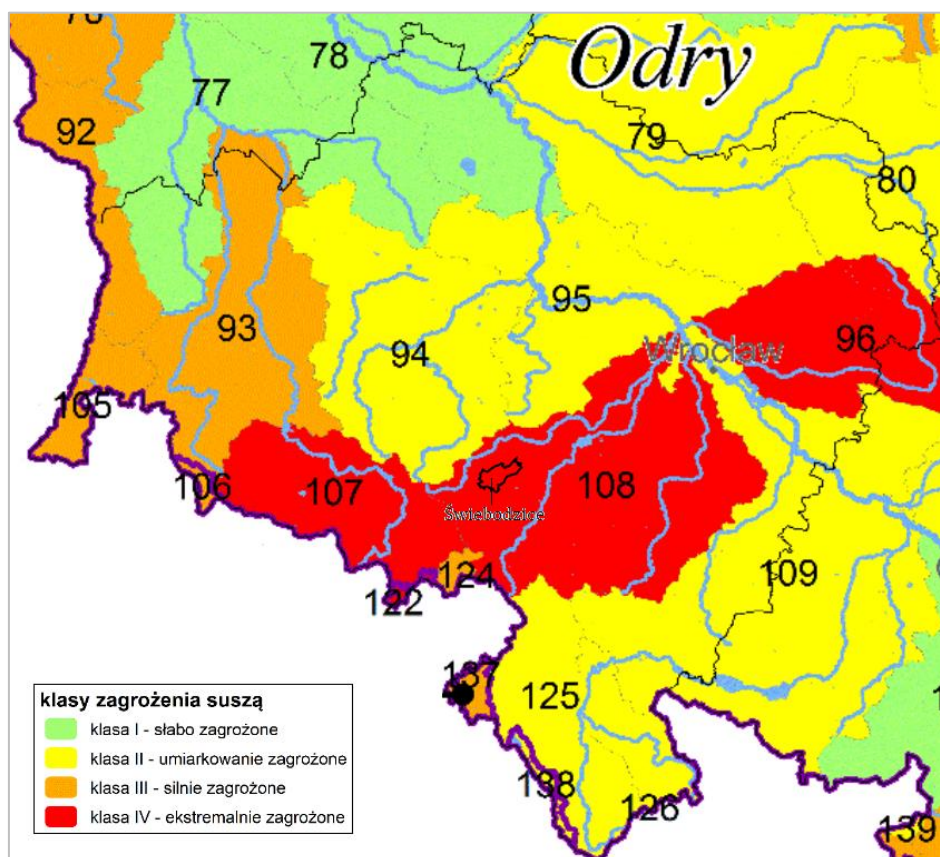 78
Odry
77
92
79
80
93
95
94
Wrocław
96
105
106
107
108
Świebodzice
124
122
109
137
125
138
126
139
klasy zagrożenia suszą
klasa I - słabo zagrożone
klasa II - umiarkowanie zagrożone
klasa III - silnie zagrożone
klasa IV - ekstremalnie zagrożone